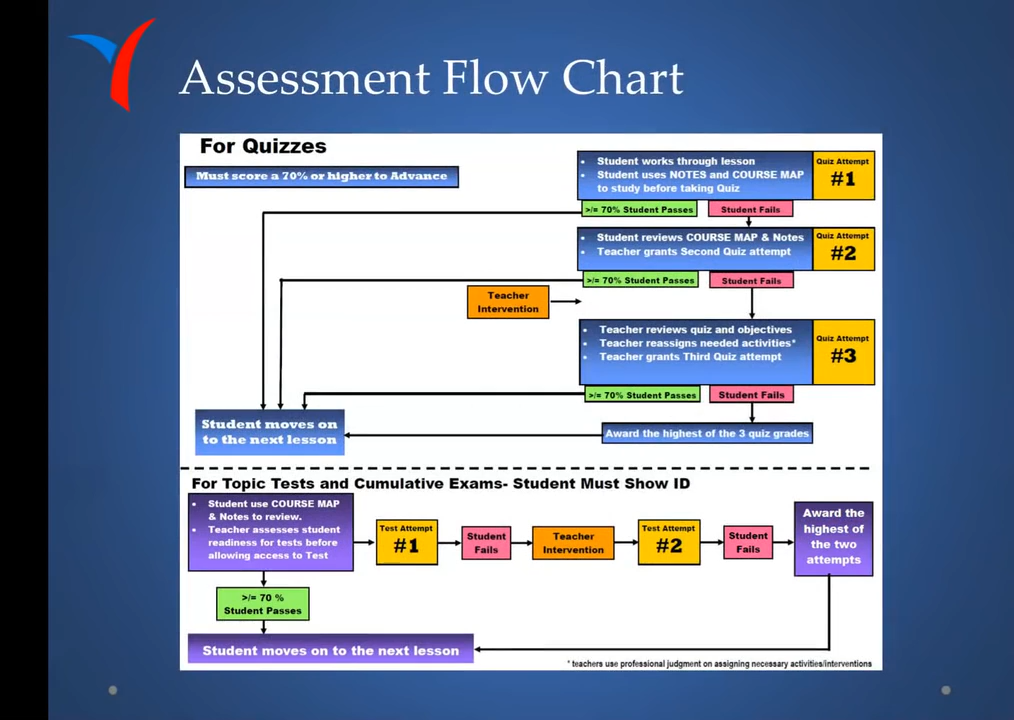 Assessment Flow Chart
For Quizzes
Must score a 70% or higher to Advance
• Student works through lesson
• Student uses NOTES and COURSE MAP
to study before taking Quiz
Quiz Attempt
#1
>/= 70% Student Passes
Student Fails
• Student reviews COURSE MAP & Notes
• Teacher grants Second Quiz attempt
Quiz Attempt
#2
>/= 70% Student Passes
Student Fails
Teacher
Intervention
• Teacher reviews quiz and objectives
• Teacher reassigns needed activities*
• Teacher grants Third Quiz attempt
Quiz Attempt
#3
>/= 70% Student Passes
Student Fails
Student moves on
to the next lesson
Award the highest of the 3 quiz grades
For Topic Tests and Cumulative Exams- Student Must Show ID
• Student use COURSE MAP
& Notes to review.
• Teacher assesses student
readiness for tests before
allowing access to Test
Test Attempt
#1
Student
Fails
Teacher
Intervention
Test Attempt
#2
Student
Fails
Award the
highest of
the two
attempts
>/= 70 %
Student Passes
Student moves on to the next lesson
* teachers use professional judgment on assigning necessary activities/interventions